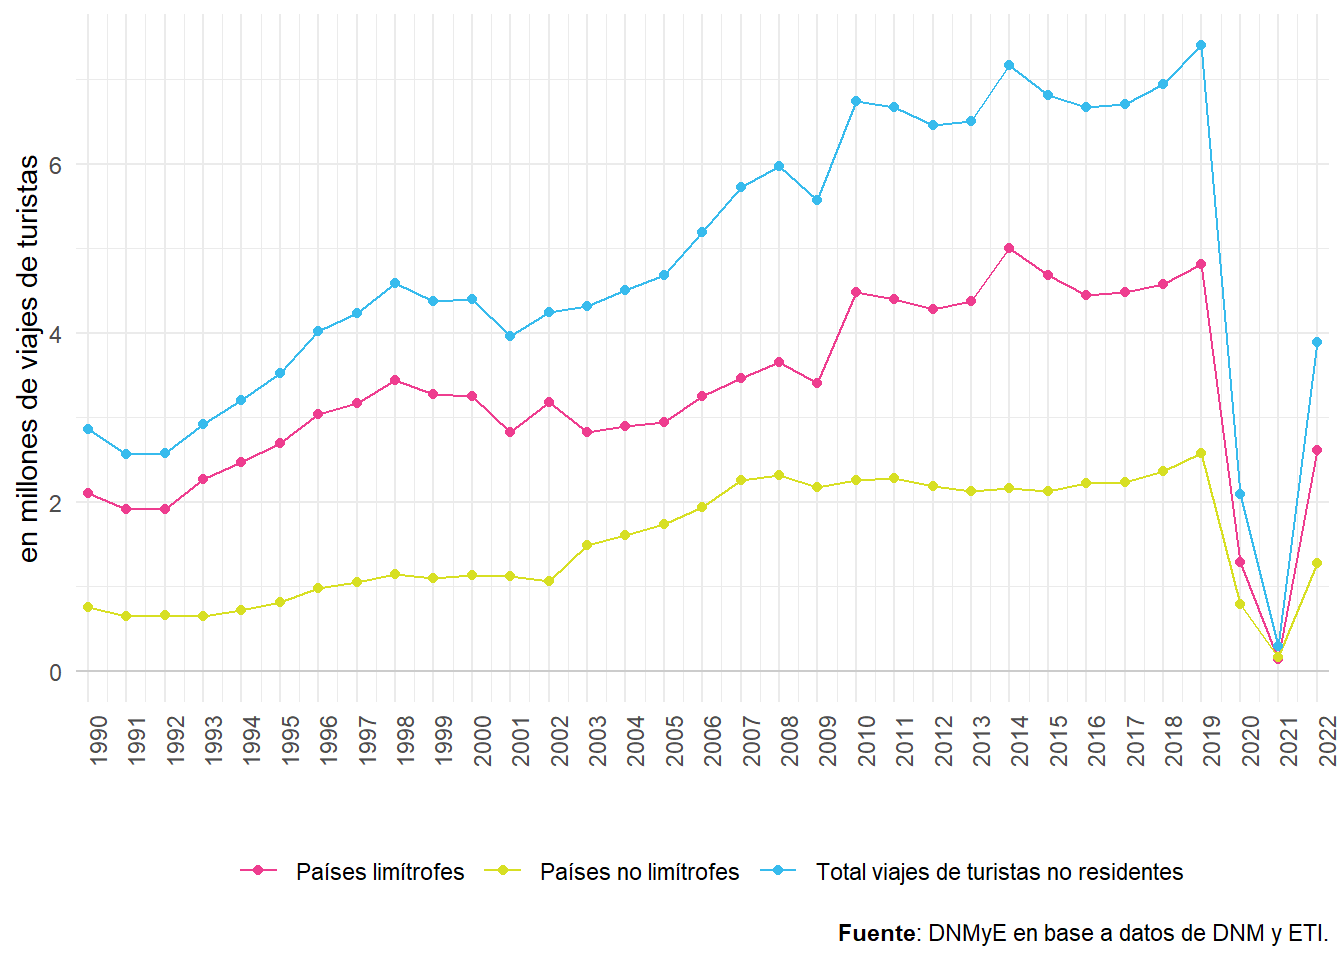 en millones de viajes de turistas
6
4
2
0
1990 1991 1992 1993 1994 1995 1996 1997 1998 1999 2000 2001 2002 2003 2004 2005 2006 2007 2008 2009 2010 2011 2012 2013 2014 2015 2016 2017 2018 2019 2020 2021 2022
Países limítrofes Países no limítrofes Total viajes de turistas no residentes
Fuente: DNMyE en base a datos de DNM y ETI.